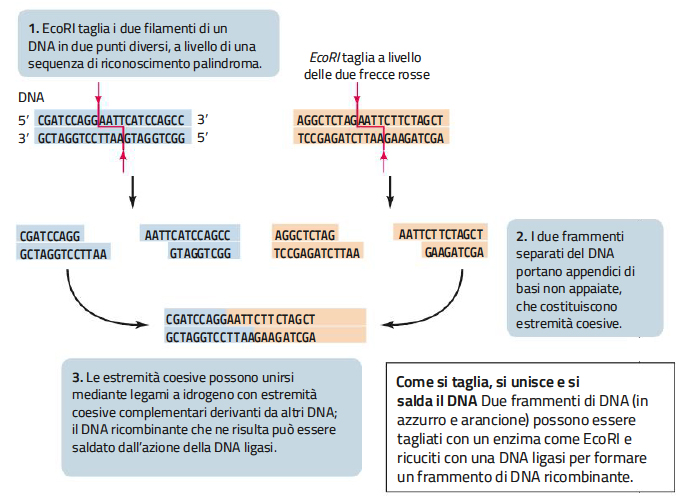 1. EcoRI taglia i due filamenti di un
DNA in due punti diversi, a livello di una
sequenza di riconoscimento palindroma.
EcoRI taglia a livello
delle due frecce rosse
DNA
5′ CGATCCAGGAATTCATCCAGCC 3′
3′ GCTAGGTCCTTAAGTAGGTCGG 5′
AGGCTCTAGAATTCTTCTAGCT
TCCGAGATCTTAAGAAGATCGA
CGATCCAGG
GCTAGGTCCTTAA
AATTCATCCAGCC
GTAGGTCGG
AGGCTCTAG
TCCGAGATCTTAA
AATTCTTCTAGCT
GAAGATCGA
2. I due frammenti
separati del DNA
portano appendici di
basi non appaiate,
che costituiscono
estremità coesive.
CGATCCAGGAATTCTTCTAGCT
GCTAGGTCCTTAAGAAGATCGA
3. Le estremità coesive possono unirsi
mediante legami a idrogeno con estremità
coesive complementari derivanti da altri DNA;
il DNA ricombinante che ne risulta può essere
saldato dall’azione della DNA ligasi.
Come si taglia, si unisce e si
salda il DNA Due frammenti di DNA (in
azzurro e arancione) possono essere
tagliati con un enzima come EcoRI e
ricuciti con una DNA ligasi per formare
un frammento di DNA ricombinante.